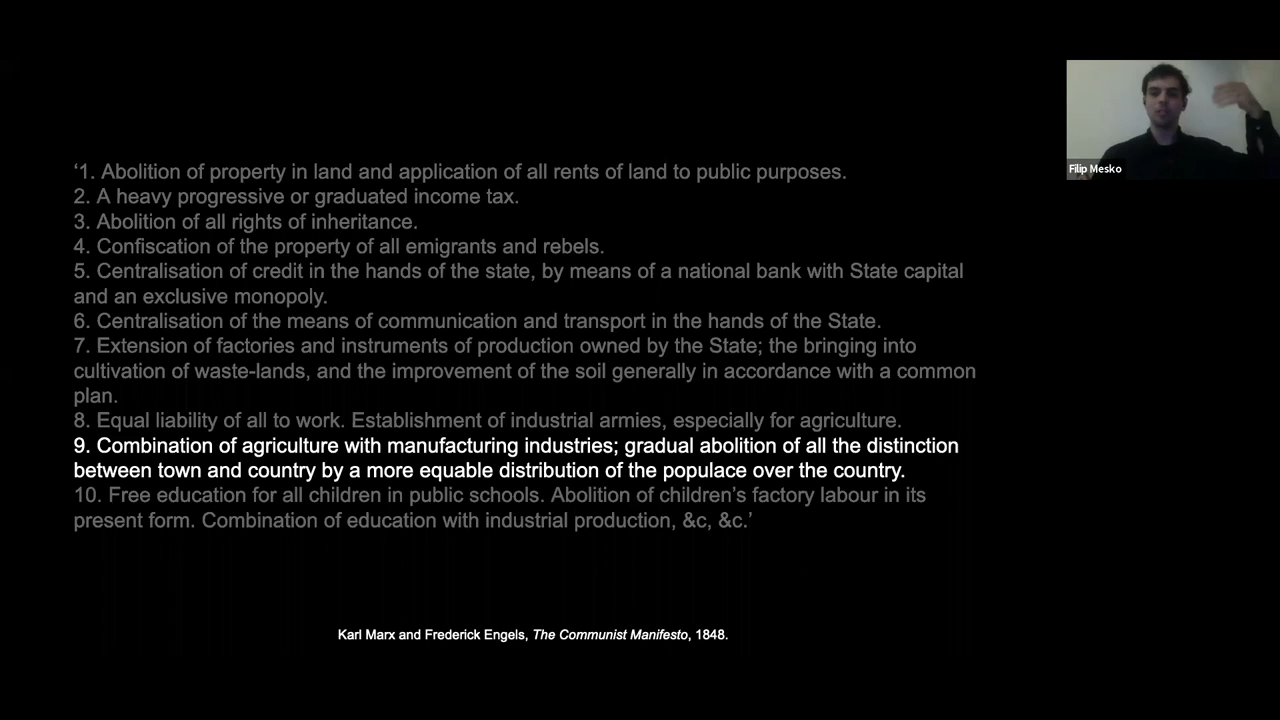 ‘1. Abolition of property in land and application of all rents of land to public purposes.
2. A heavy progressive or graduated income tax.
3. Abolition of all rights of inheritance.
4. Confiscation of the property of all emigrants and rebels.
5. Centralisation of credit in the hands of the state, by means of a national bank with State capital
and an exclusive monopoly.
6. Centralisation of the means of communication and transport in the hands of the State.
7. Extension of factories and instruments of production owned by the State; the bringing into
cultivation of waste-lands, and the improvement of the soil generally in accordance with a common
plan.
8. Equal liability of all to work. Establishment of industrial armies, especially for agriculture.
9. Combination of agriculture with manufacturing industries; gradual abolition of all the distinction
between town and country by a more equable distribution of the populace over the country.
10. Free education for all children in public schools. Abolition of children’s factory labour in its
present form. Combination of education with industrial production, &c, &c.’
Karl Marx and Frederick Engels, The Communist Manifesto, 1848.
Filip Mesko